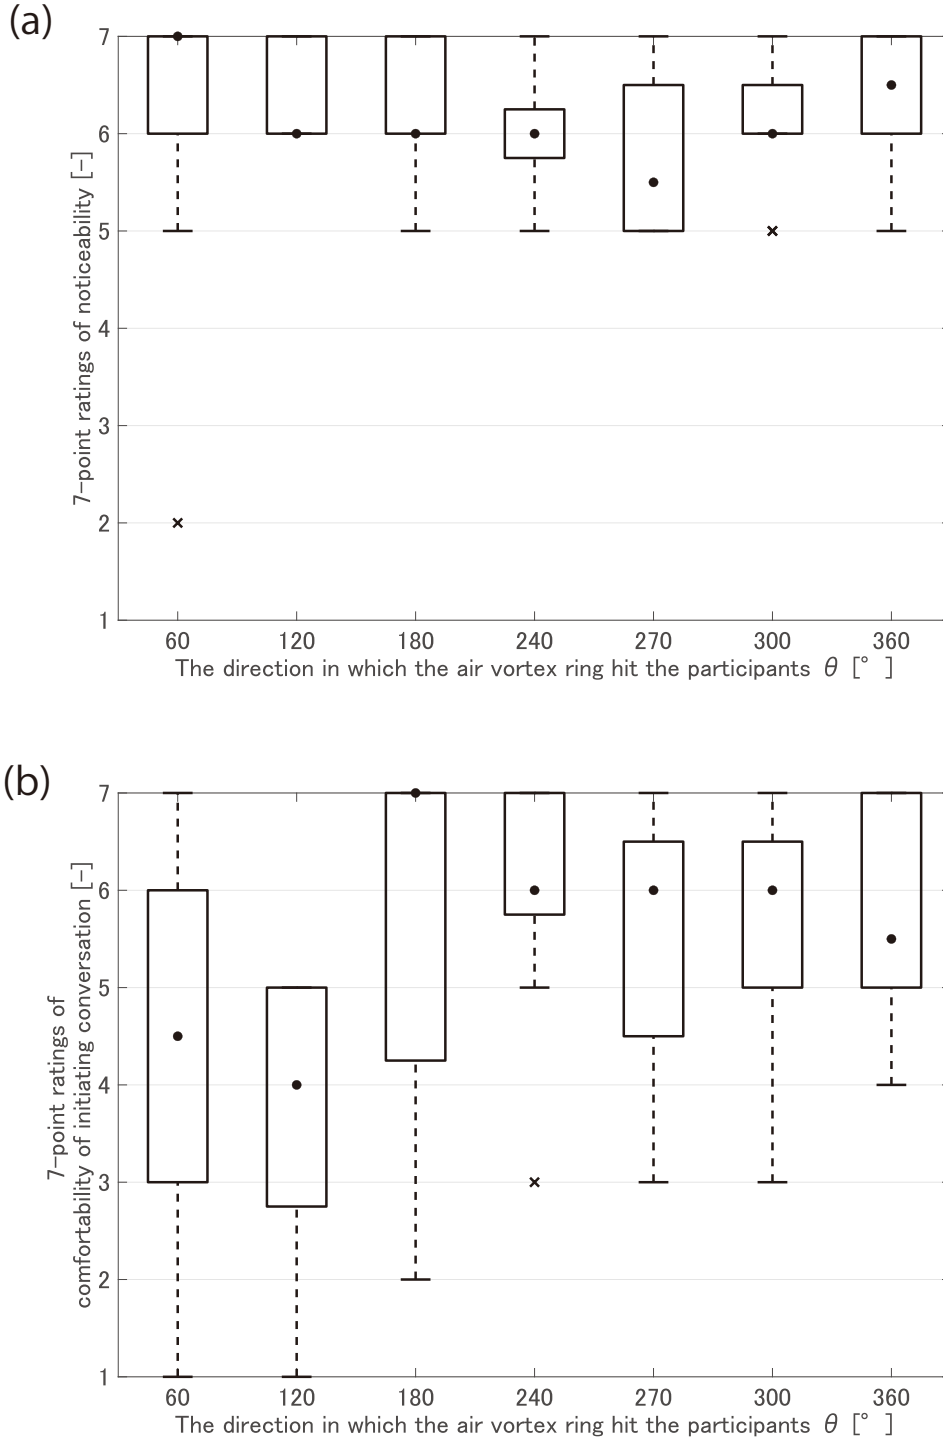 (a)
7-point ratings of noticeability [-]
7
6
5
4
3
2
1
60 120 180 240 270 300 360
The direction in which the air vortex ring hit the participants θ [° ]
(b)
7-point ratings of
comfortability of initiating conversation [-]
7
6
5
4
3
2
1
60 120 180 240 270 300 360
The direction in which the air vortex ring hit the participants θ [° ]